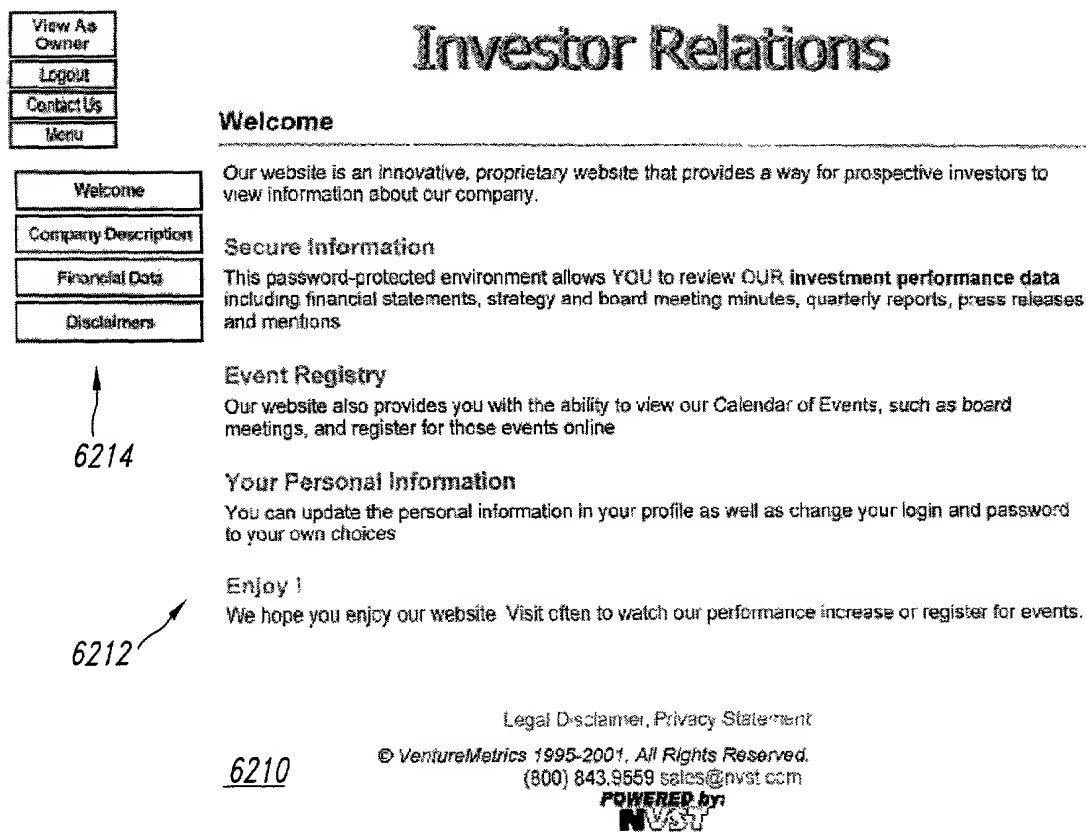 View As
Owner
Logout
Contact Us
Menu
Investor Relations
Welcome
Welcome
Company Description
Financial Data
Disclaimers
6214
Our website is an innovative, proprietary website that provides a way for prospective investors to
view information about our company.
Secure Information
This password-protected environment allows YOU to review OUR investment performance data
including financial statements, strategy and board meeting minutes, quarterly reports, press releases
and mentions
Event Registry
Our website also provides you with the ability to view our Calendar of Events, such as board
meetings, and register for those events online
Your Personal Information
You can update the personal information in your profile as well as change your login and password
to your own choices
Enjoy !
We hope you enjoy our website Visit often to watch our performance increase or register for events.
6212
Legal Disclaimer, Privacy Statement
6210
© VentureMetrics 1995-2001, All Rights Reserved.
(800) 843.9559 sales@nvst com
POWERED by:
NVST